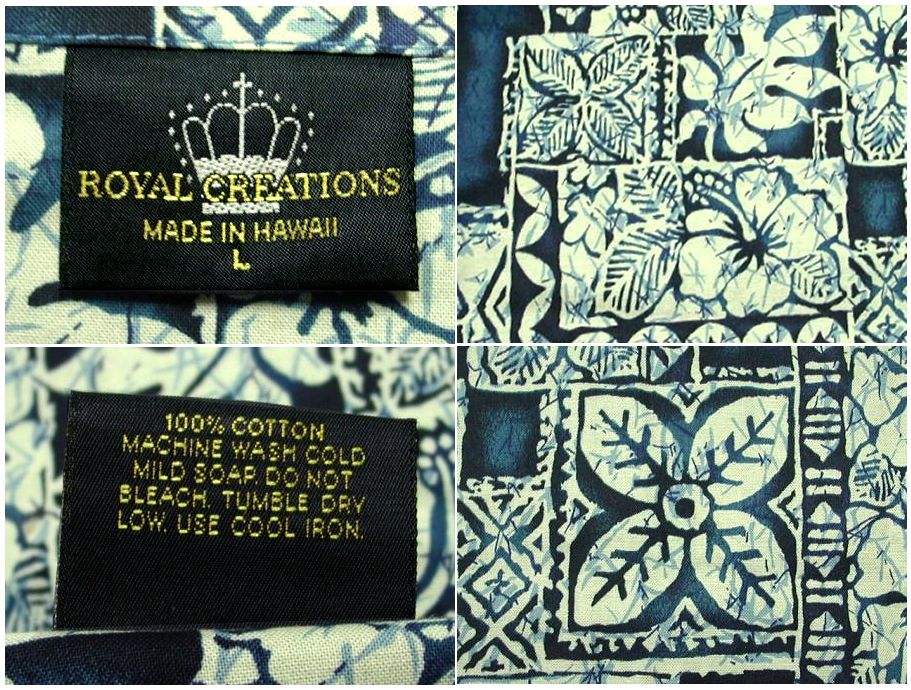 ROYAL CREATIONS
MADE IN HAWAII
L
100% COTTON
MACHINE WASH COLD
MILD SOAP. DO NOT
BLEACH. TUMBLE DRY
LOW. USE COOL IRON.